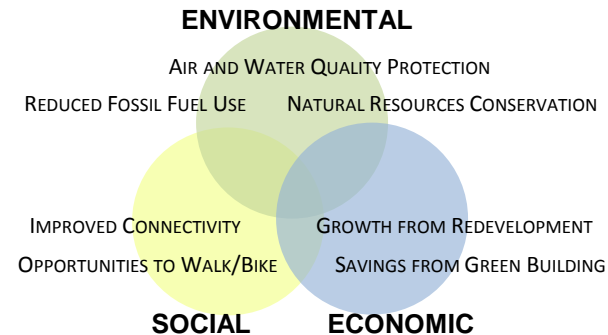 ENVIRONMENTAL
AIR AND WATER QUALITY PROTECTION
REDUCED FOSSIL FUEL USE NATURAL RESOURCES CONSERVATION
IMPROVED CONNECTIVITY GROWTH FROM REDEVELOPMENT
OPPORTUNITIES TO WALK/BIKE SAVINGS FROM GREEN BUILDING
SOCIAL ECONOMIC